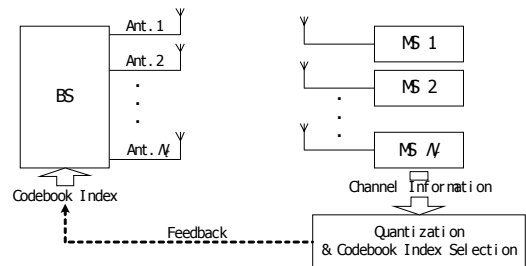 Ant. 1
Ant. 2
BS
Ant. N
Codebook Index
MS 1
MS 2
MS N
Channel Information
Feedback
Quantization
& Codebook Index Selection